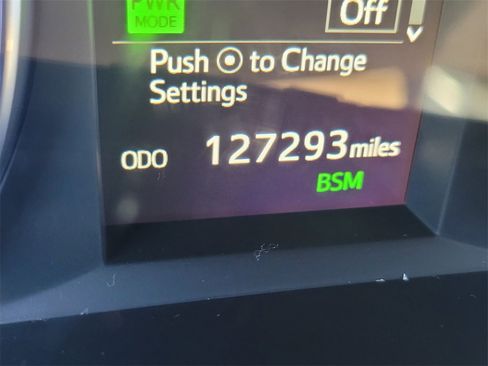 PWR
MODE
Off
Push to Change
Settings
ODO 127293 miles
BSM